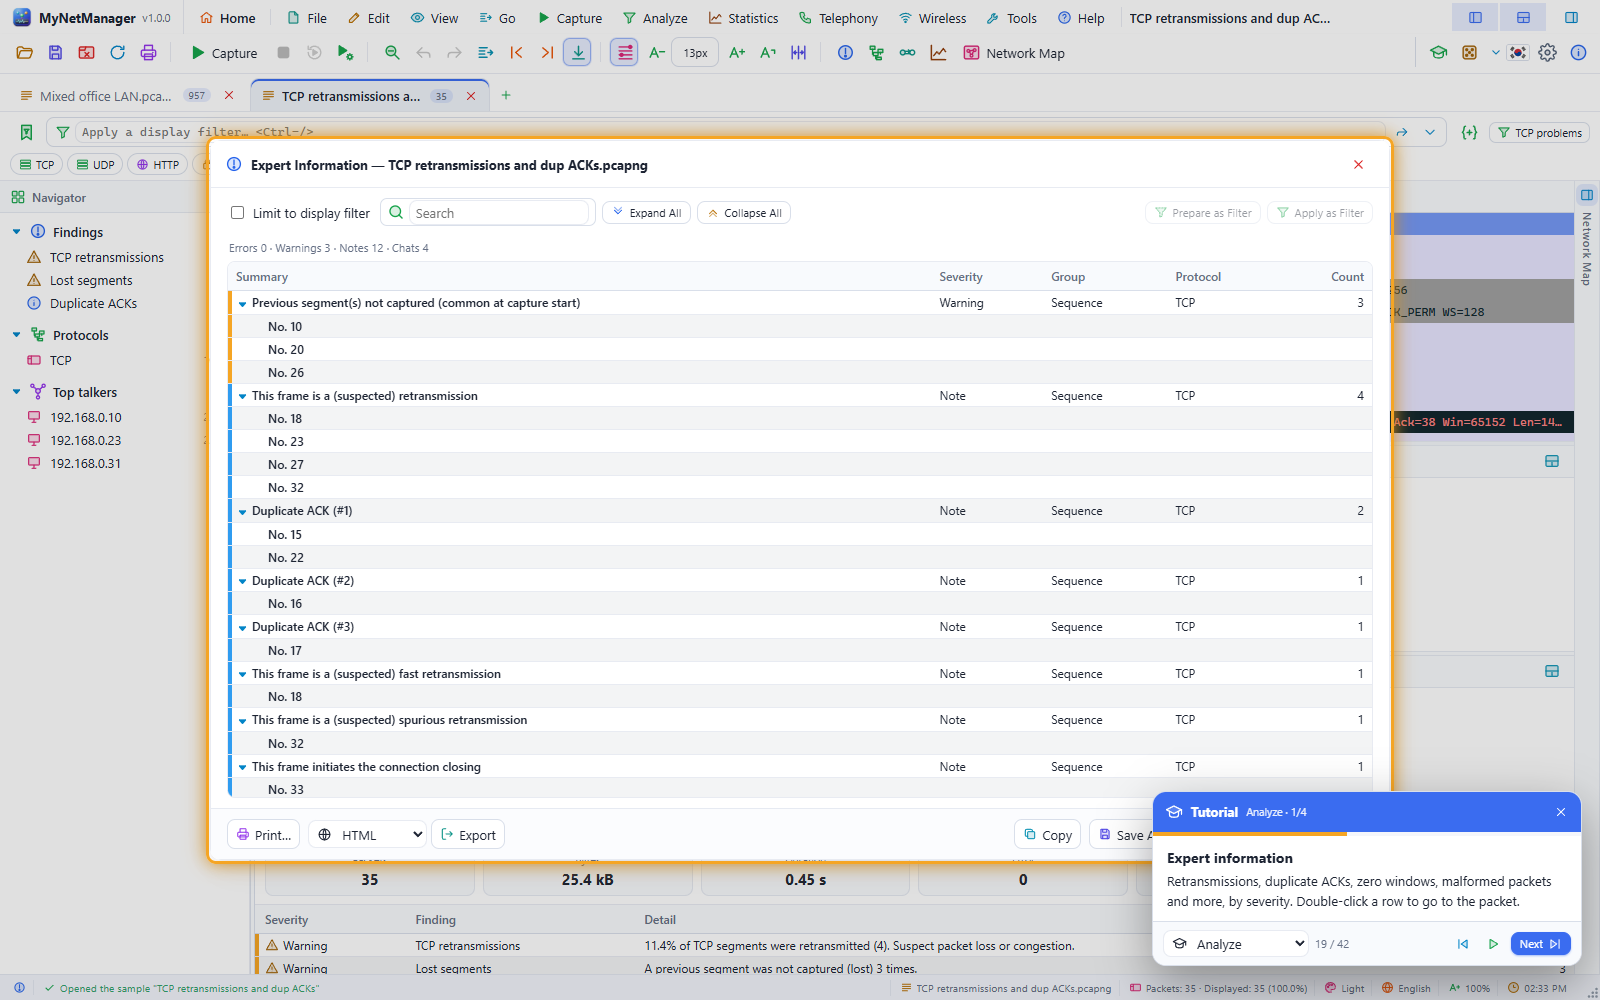 MyNetManager v1.0.0 Home File Edit View Go Capture Analyze Statistics Telephony Wireless Tools Help TCP retransmissions and dup AC...
Capture A− 13px A+ Network Map
Mixed office LAN.pca... 957 TCP retransmissions a... 35
Apply a display filter… <Ctrl-/> TCP problems
TCP UDP HTTP
Navigator
Findings
TCP retransmissions
Lost segments
Duplicate ACKs
Protocols
TCP
Top talkers
192.168.0.10
192.168.0.23
192.168.0.31
Expert Information — TCP retransmissions and dup ACKs.pcapng
Limit to display filter Search Expand All Collapse All Prepare as Filter Apply as Filter
Errors 0 · Warnings 3 · Notes 12 · Chats 4
Summary Severity Group Protocol Count
Previous segment(s) not captured (common at capture start) Warning Sequence TCP 3
No. 10
No. 20
No. 26
This frame is a (suspected) retransmission Note Sequence TCP 4
No. 18
No. 23
No. 27
No. 32
Duplicate ACK (#1) Note Sequence TCP 2
No. 15
No. 22
Duplicate ACK (#2) Note Sequence TCP 1
No. 16
Duplicate ACK (#3) Note Sequence TCP 1
No. 17
This frame is a (suspected) fast retransmission Note Sequence TCP 1
No. 18
This frame is a (suspected) spurious retransmission Note Sequence TCP 1
No. 32
This frame initiates the connection closing Note Sequence TCP 1
No. 33
Print... HTML Export Copy Save
56
K_PERM WS=128
Ack=38 Win=65152 Len=14…
Network Map
35 25.4 kB 0.45 s 0
Severity Finding Detail
Warning TCP retransmissions 11.4% of TCP segments were retransmitted (4). Suspect packet loss or congestion.
Warning Lost segments A previous segment was not captured (lost) 3 times. 3
Tutorial Analyze · 1/4
Expert information
Retransmissions, duplicate ACKs, zero windows, malformed packets
and more, by severity. Double-click a row to go to the packet.
Analyze 19 / 42 Next
Opened the sample "TCP retransmissions and dup ACKs" TCP retransmissions and dup ACKs.pcapng Packets: 35 · Displayed: 35 (100.0%) Light English 100% 02:33 PM